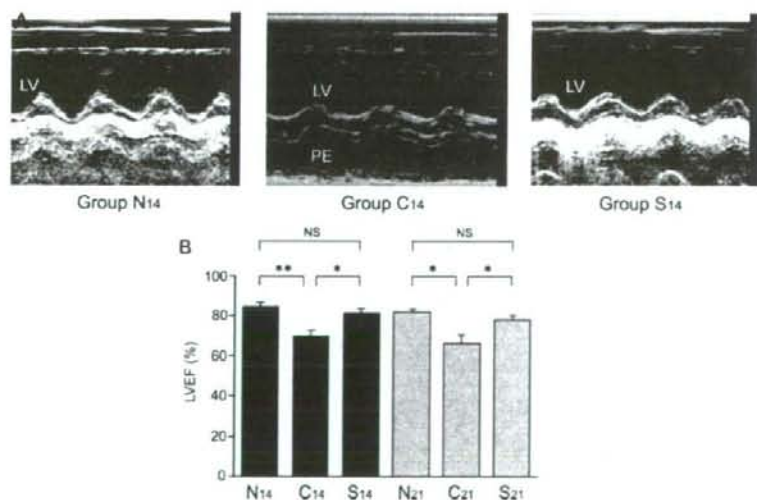 A
LV
LV
LV
PE
Group N14
Group C14
Group S14
B
NS
NS
**
*
*
*
100
80
60
40
20
0
LVEF (%)
N14
C14
S14
N21
C21
S21